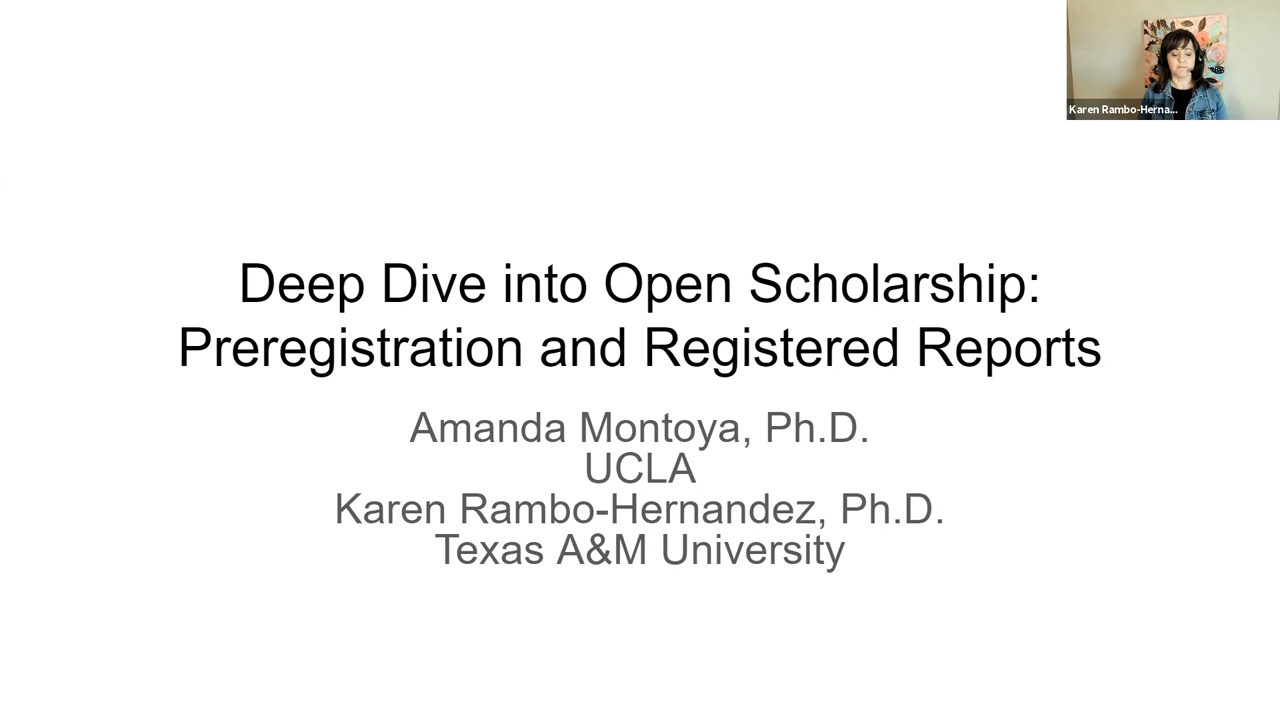 Karen Rambo-Herna...
Deep Dive into Open Scholarship:
Preregistration and Registered Reports
Amanda Montoya, Ph.D.
UCLA
Karen Rambo-Hernandez, Ph.D.
Texas A&M University